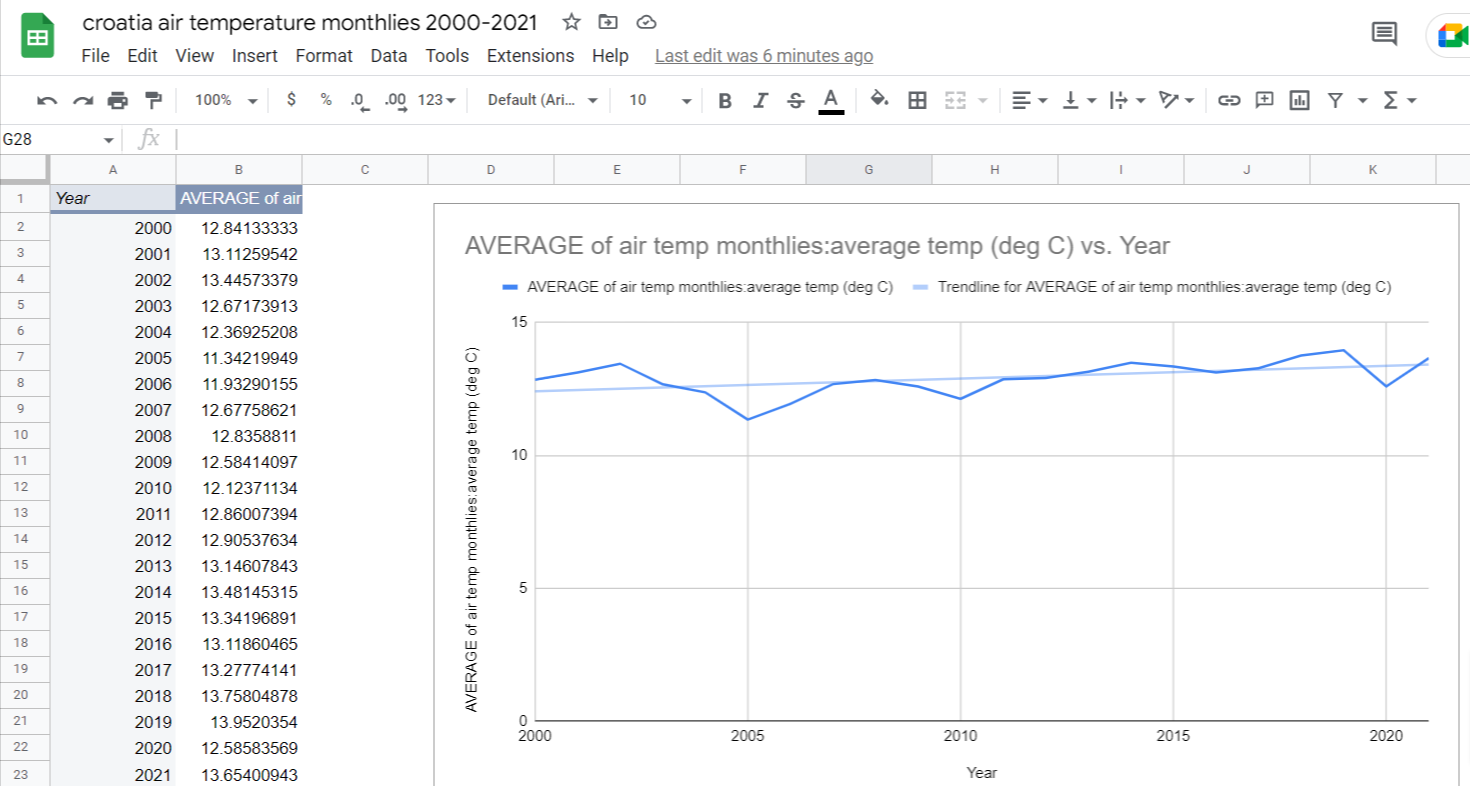 croatia air temperature monthlies 2000-2021
File Edit View Insert Format Data Tools Extensions Help Last edit was 6 minutes ago
100% $ % .0 .00 123 Default (Ari... 10 B I S A
G28 fx
A B C D E F G H I J K
1 Year AVERAGE of air
2 2000 12.84133333
3 2001 13.11259542
4 2002 13.44573379
5 2003 12.67173913
6 2004 12.36925208
7 2005 11.34219949
8 2006 11.93290155
9 2007 12.67758621
10 2008 12.8358811
11 2009 12.58414097
12 2010 12.12371134
13 2011 12.86007394
14 2012 12.90537634
15 2013 13.14607843
16 2014 13.48145315
17 2015 13.34196891
18 2016 13.11860465
19 2017 13.27774141
20 2018 13.75804878
21 2019 13.9520354
22 2020 12.58583569
23 2021 13.65400943
AVERAGE of air temp monthlies:average temp (deg C) vs. Year
AVERAGE of air temp monthlies:average temp (deg C) Trendline for AVERAGE of air temp monthlies:average temp (deg C)
AVERAGE of air temp monthlies:average temp (deg C)
15
10
5
0
2000 2005 2010 2015 2020
Year